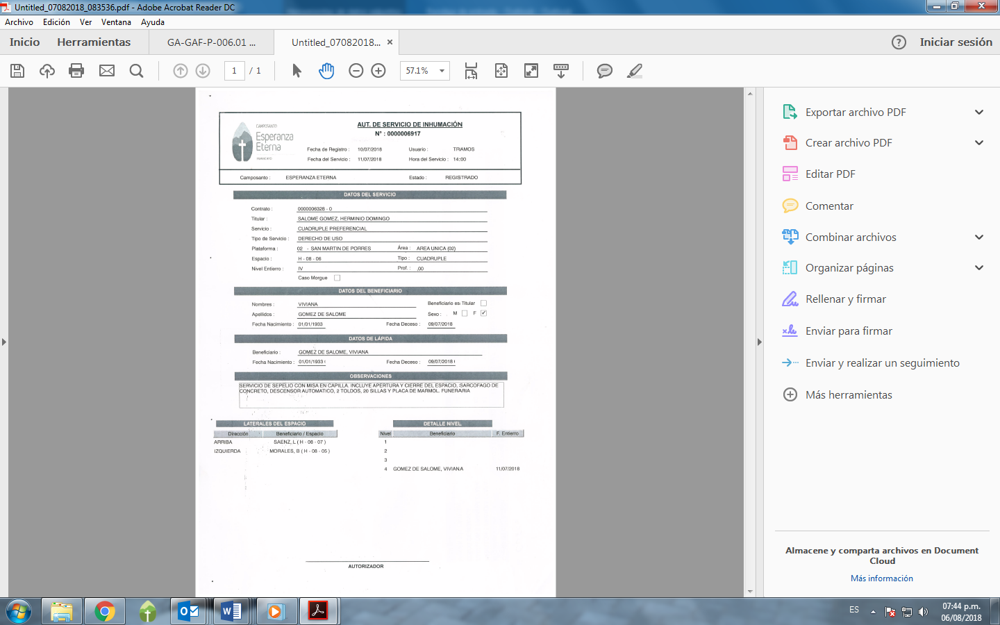 Untitled_07082018_083536.pdf - Adobe Acrobat Reader DC
Archivo Edición Ver Ventana Ayuda
Inicio Herramientas GA-GAF-P-006.01 ... Untitled_07082018... × Iniciar sesión
1 / 1 57.1%
CAMPOSANTO
Esperanza
Eterna
AUT. DE SERVICIO DE INHUMACIÓN
N° : 0000006917
Fecha de Registro : 10/07/2018 Usuario : TRAMOS
Fecha del Servicio : 11/07/2018 Hora del Servicio : 14:00
Camposanto : ESPERANZA ETERNA Estado : REGISTRADO
DATOS DEL SERVICIO
Contrato : 0000006328 - 0
Titular : SALOME GOMEZ, HERMINIO DOMINGO
Servicio : CUADRUPLE PREFERENCIAL
Tipo de Servicio : DERECHO DE USO
Plataforma : 02 - SAN MARTIN DE PORRES Área : AREA UNICA (02)
Espacio : H - 08 - 06 Tipo : CUADRUPLE
Nivel Entierro : IV Prof. : ,00
Caso Morgue
DATOS DEL BENEFICIARIO
Nombres : VIVIANA Beneficiario es Titular
Apellidos : GOMEZ DE SALOME Sexo : M F ✓
Fecha Nacimiento : 01/01/1933 Fecha Deceso : 09/07/2018
DATOS DE LÁPIDA
Beneficiario : GOMEZ DE SALOME, VIVIANA
Fecha Nacimiento : 01/01/1933 Fecha Deceso : 09/07/2018
OBSERVACIONES
SERVICIO DE SEPELIO CON MISA EN CAPILLA. INCLUYE APERTURA Y CIERRE DEL ESPACIO, SARCOFAGO DE
CONCRETO, DESCENSOR AUTOMATICO, 2 TOLDOS, 20 SILLAS Y PLACA DE MARMOL. FUNERARIA
LATERALES DEL ESPACIO
Dirección Beneficiario / Espacio
ARRIBA SAENZ, L ( H - 08 - 07 )
IZQUIERDA MORALES, B ( H - 08 - 05 )
DETALLE NIVEL
Nivel Beneficiario F. Entierro
1
2
3
4 GOMEZ DE SALOME, VIVIANA 11/07/2018
AUTORIZADOR
Exportar archivo PDF
Crear archivo PDF
Editar PDF
Comentar
Combinar archivos
Organizar páginas
Rellenar y firmar
Enviar para firmar
Enviar y realizar un seguimiento
Más herramientas
Almacene y comparta archivos en Document
Cloud
Más información
ES 07:44 p.m.
06/08/2018